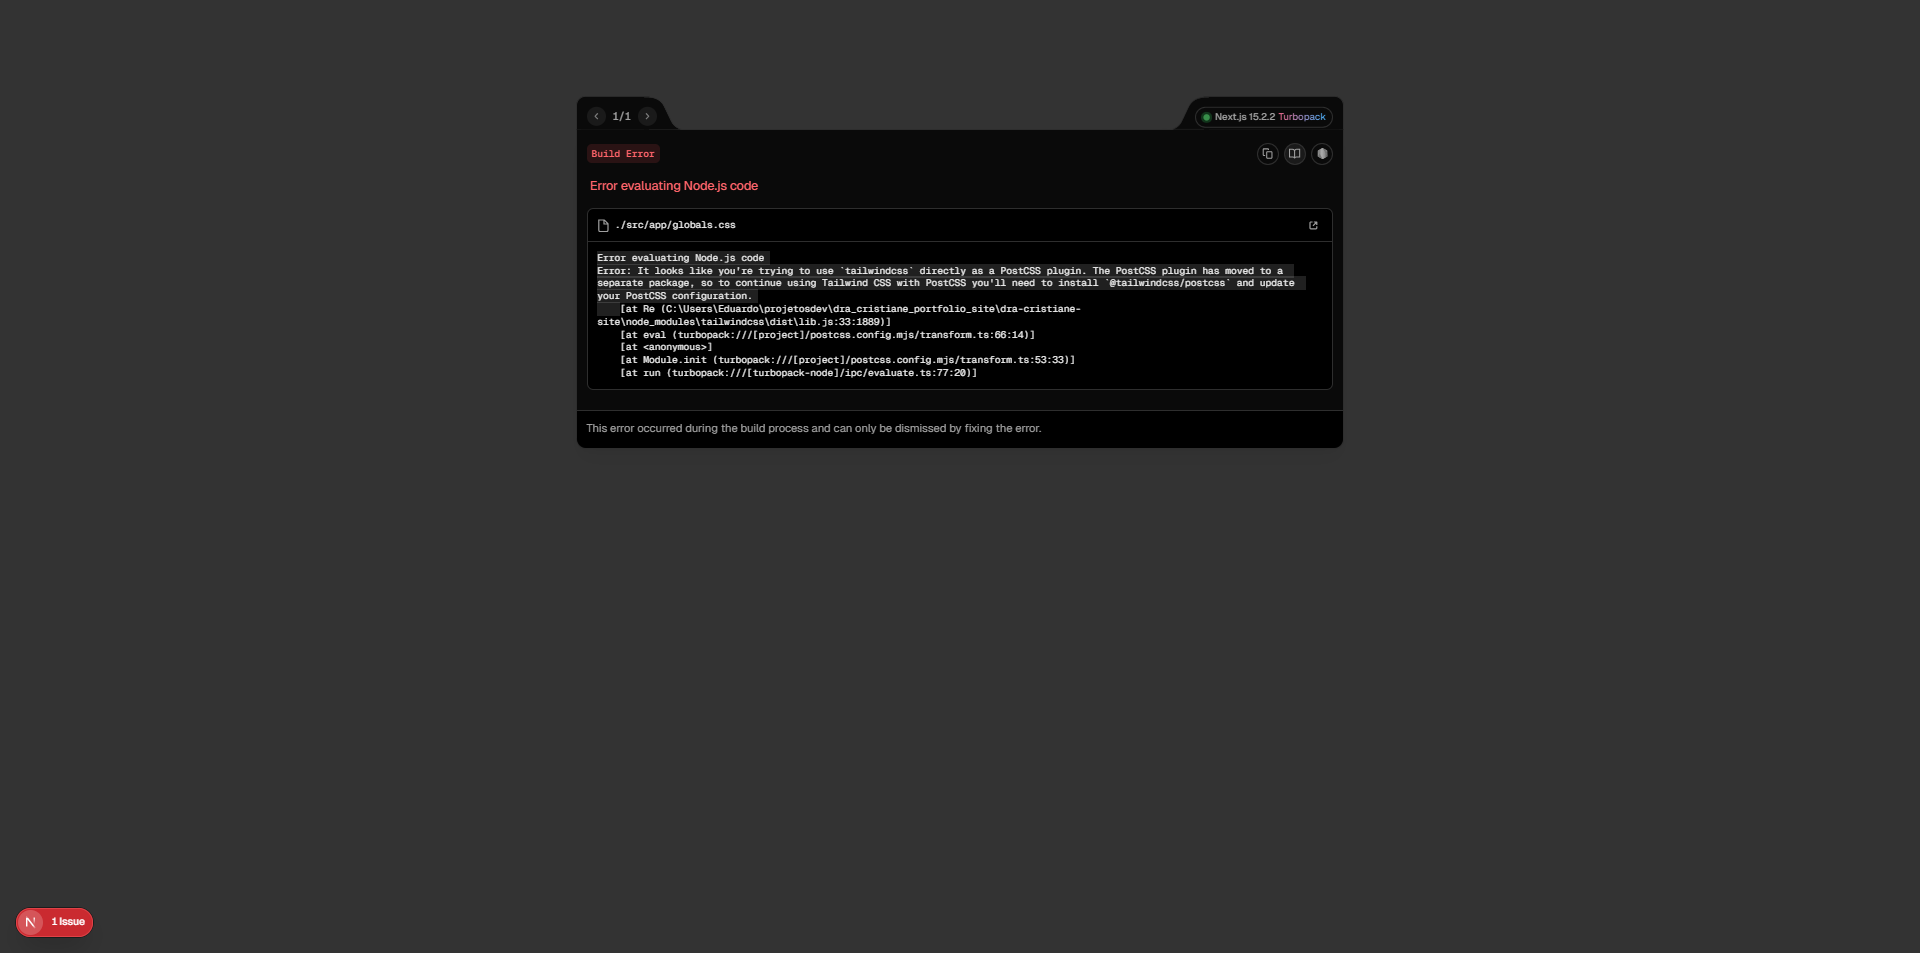 1/1
Next.js 15.2.2 Turbopack
Build Error
Error evaluating Node.js code
./src/app/globals.css
Error evaluating Node.js code
Error: It looks like you're trying to use `tailwindcss` directly as a PostCSS plugin. The PostCSS plugin has moved to a
separate package, so to continue using Tailwind CSS with PostCSS you'll need to install `@tailwindcss/postcss` and update
your PostCSS configuration.
[at Re (C:\Users\Eduardo\projetosdev\dra_cristiane_portfolio_site\dra-cristiane-
site\node_modules\tailwindcss\dist\lib.js:33:1889)]
[at eval (turbopack:///[project]/postcss.config.mjs/transform.ts:66:14)]
[at <anonymous>]
[at Module.init (turbopack:///[project]/postcss.config.mjs/transform.ts:53:33)]
[at run (turbopack:///[turbopack-node]/ipc/evaluate.ts:77:20)]
This error occurred during the build process and can only be dismissed by fixing the error.
N 1 Issue